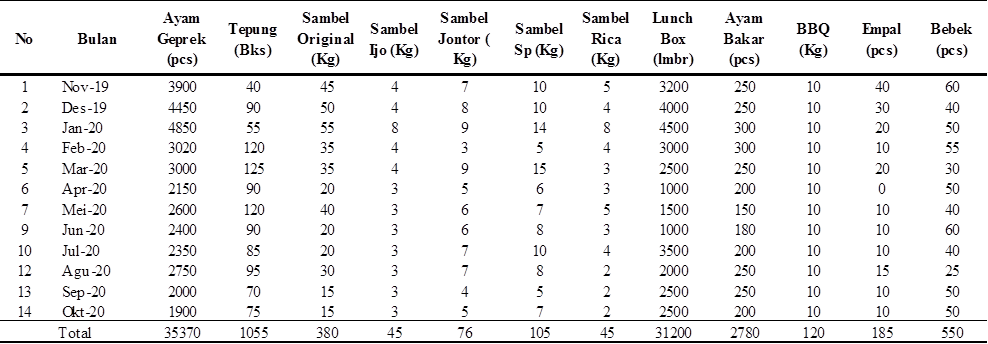 No Bulan Ayam Geprek (pcs) Tepung (Bks) Sambel Original (Kg) Sambel Ijo (Kg) Sambel Jontor ( Kg) Sambel Sp (Kg) Sambel Rica (Kg) Lunch Box (lmbr) Ayam Bakar (pcs) BBQ (Kg) Empal (pcs) Bebek (pcs)
1 Nov-19 3900 40 45 4 7 10 5 3200 250 10 40 60
2 Des-19 4450 90 50 4 8 10 4 4000 250 10 30 40
3 Jan-20 4850 55 55 8 9 14 8 4500 300 10 20 50
4 Feb-20 3020 120 35 4 3 5 4 3000 300 10 10 55
5 Mar-20 3000 125 35 4 9 15 3 2500 250 10 20 30
6 Apr-20 2150 90 20 3 5 6 3 1000 200 10 0 50
7 Mei-20 2600 120 40 3 6 7 5 1500 150 10 10 40
9 Jun-20 2400 90 20 3 6 8 3 1000 180 10 10 60
10 Jul-20 2350 85 20 3 7 10 4 3500 200 10 10 40
12 Agu-20 2750 95 30 3 7 8 2 2000 250 10 15 25
13 Sep-20 2000 70 15 3 4 5 2 2500 250 10 10 50
14 Okt-20 1900 75 15 3 5 7 2 2500 200 10 10 50
Total 35370 1055 380 45 76 105 45 31200 2780 120 185 550